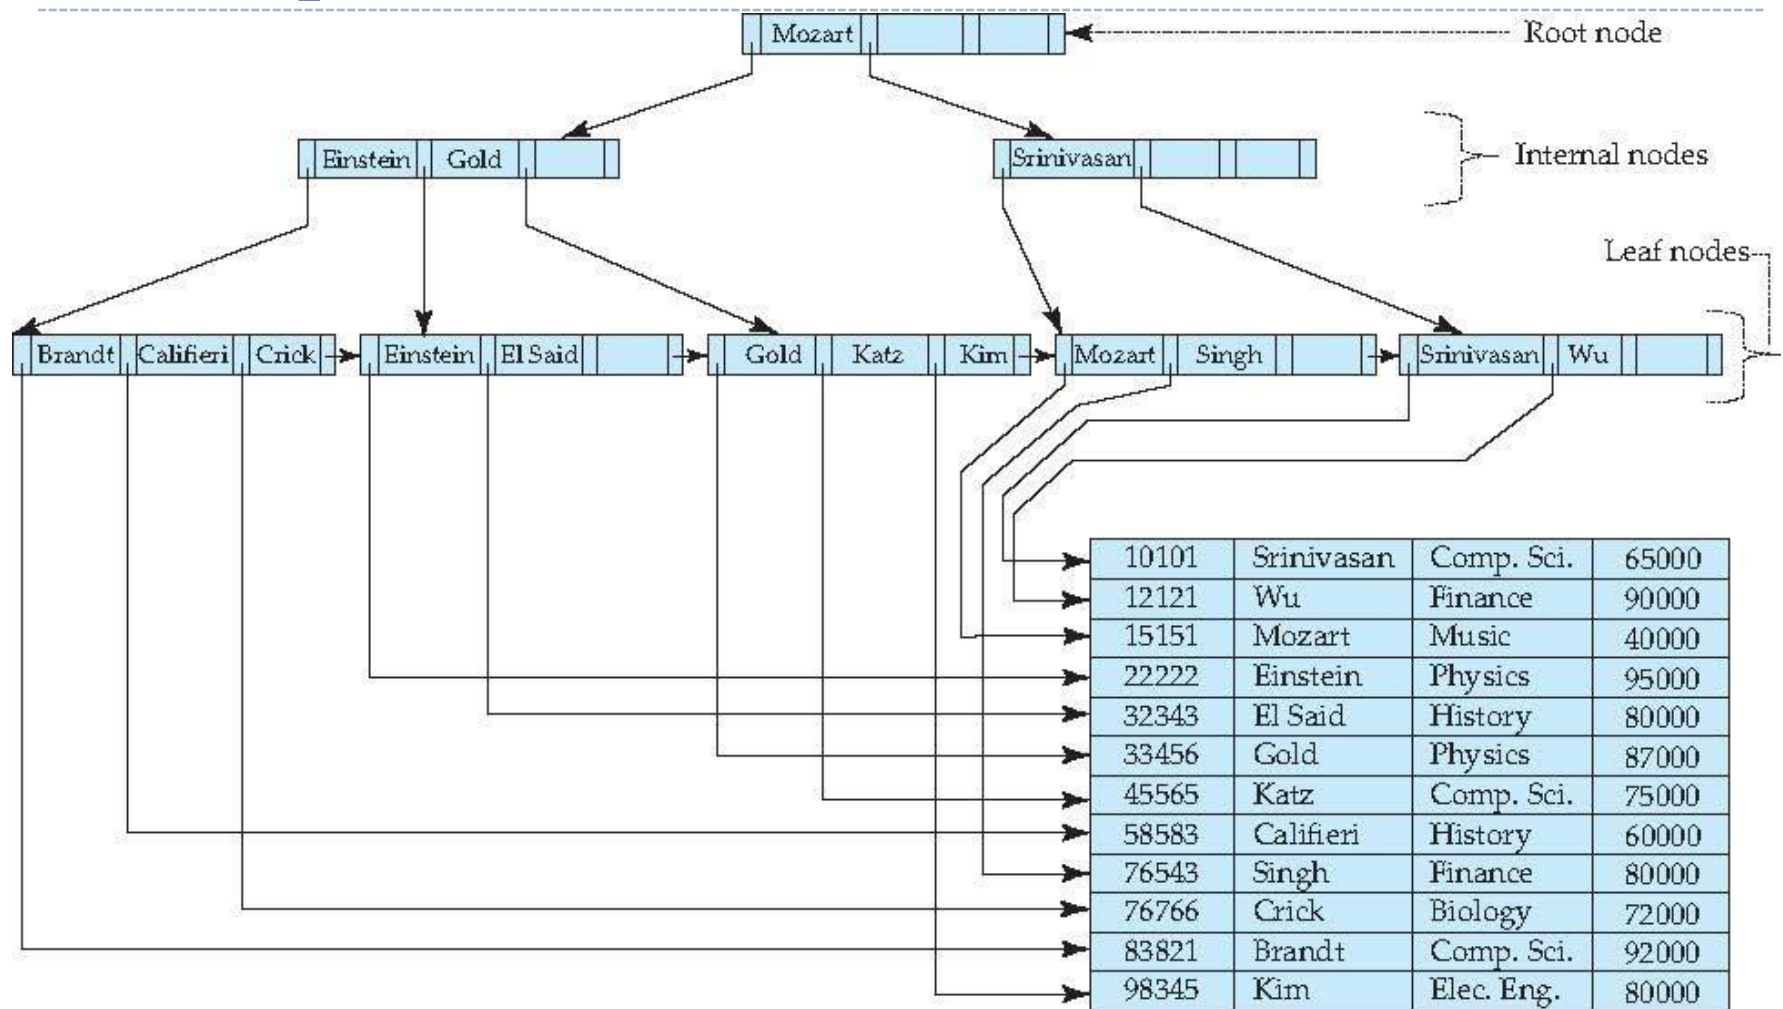 Mozart
Root node
Einstein Gold
Srinivasan
Internal nodes
Leaf nodes
Brandt Califieri Crick Einstein El Said Gold Katz Kim Mozart Singh Srinivasan Wu
10101 Srinivasan Comp. Sci. 65000
12121 Wu Finance 90000
15151 Mozart Music 40000
22222 Einstein Physics 95000
32343 El Said History 80000
33456 Gold Physics 87000
45565 Katz Comp. Sci. 75000
58583 Califieri History 60000
76543 Singh Finance 80000
76766 Crick Biology 72000
83821 Brandt Comp. Sci. 92000
98345 Kim Elec. Eng. 80000